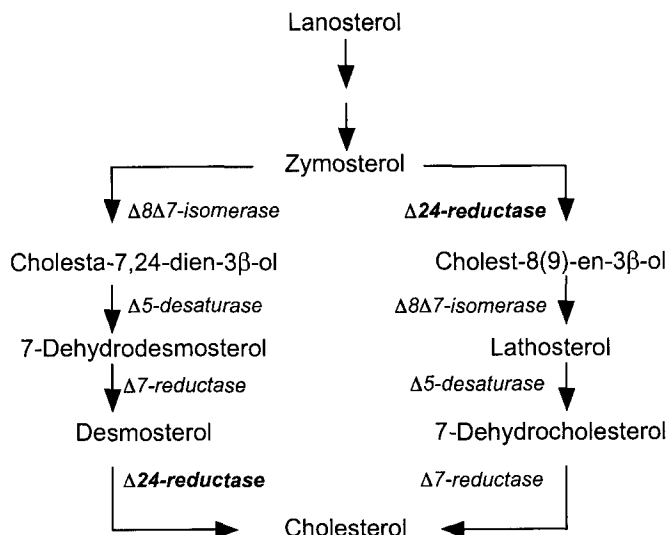 Lanosterol
Zymosterol
Δ8Δ7-isomerase
Δ24-reductase
Cholesta-7,24-dien-3β-ol
Cholest-8(9)-en-3β-ol
Δ5-desaturase
Δ8Δ7-isomerase
7-Dehydrodesmosterol
Lathosterol
Δ7-reductase
Δ5-desaturase
Desmosterol
7-Dehydrocholesterol
Δ24-reductase
Δ7-reductase
Cholesterol